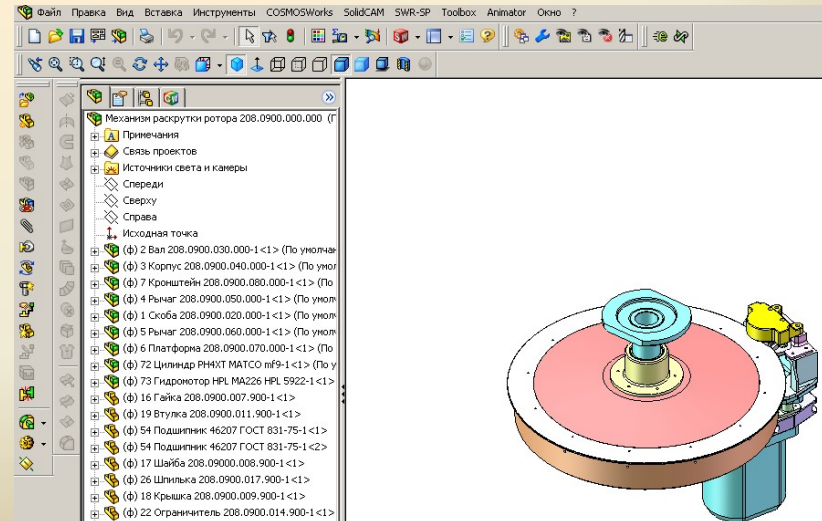 Файл Правка Вид Вставка Инструменты COSMOSWorks SolidCAM SWR-SP Toolbox Animator Окно ?
Механизм раскрутки ротора 208.0900.000.000 (П
Примечания
Связь проектов
Источники света и камеры
Спереди
Сверху
Справа
Исходная точка
(ф) 2 Вал 208.0900.030.000-1<1> (По умолчан
(ф) 3 Корпус 208.0900.040.000-1<1> (По умол
(ф) 7 Кронштейн 208.0900.080.000-1<1> (По
(ф) 4 Рычаг 208.0900.050.000-1<1> (По умолч
(ф) 1 Скоба 208.0900.020.000-1<1> (По умолч
(ф) 5 Рычаг 208.0900.060.000-1<1> (По умолч
(ф) 6 Платформа 208.0900.070.000-1<1> (По
(ф) 72 Цилиндр PH4XT MATCO mf9-1<1> (По у
(ф) 73 Гидромотор HPL MA226 HPL 5922-1<1>
(ф) 16 Гайка 208.0900.007.900-1<1>
(ф) 19 Втулка 208.0900.011.900-1<1>
(ф) 54 Подшипник 46207 ГОСТ 831-75-1<1>
(ф) 54 Подшипник 46207 ГОСТ 831-75-1<2>
(ф) 17 Шайба 208.09000.008.900-1<1>
(ф) 26 Шпилька 208.0900.017.900-1<1>
(ф) 18 Крышка 208.0900.009.900-1<1>
(ф) 22 Ограничитель 208.0900.014.900-1<1>